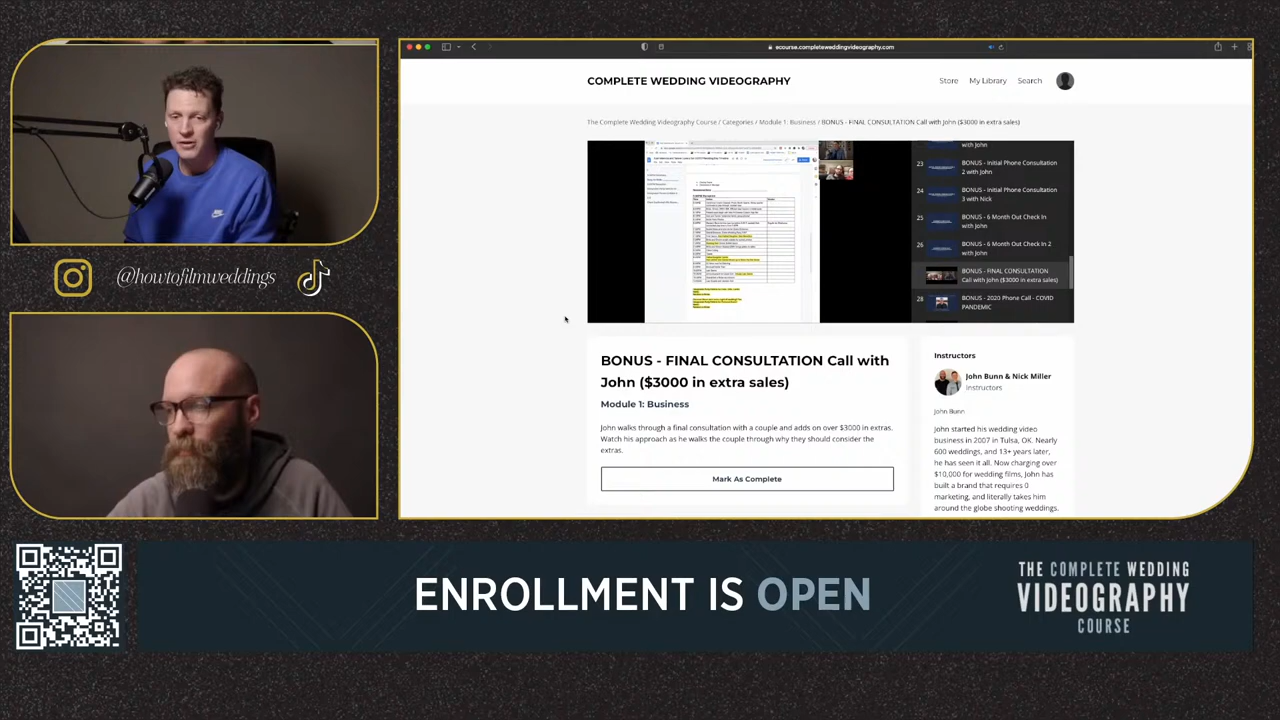 ecourse.completeweddingvideography.com
COMPLETE WEDDING VIDEOGRAPHY
Store
My Library
Search
The Complete Wedding Videography Course / Categories / Module 1: Business / BONUS - FINAL CONSULTATION Call with John ($3000 in extra sales)
with John
23
BONUS - Initial Phone Consultation
2 with John
24
BONUS - Initial Phone Consultation
3 with Nick
25
BONUS - 6 Month Out Check In
with John
26
BONUS - 6 Month Out Check In 2
with John
BONUS - FINAL CONSULTATION
Call with John ($3000 in extra sales)
28
BONUS - 2020 Phone Call - COVID
PANDEMIC
@howtofilmweddings
BONUS - FINAL CONSULTATION Call with
John ($3000 in extra sales)
Module 1: Business
John walks through a final consultation with a couple and adds on over $3000 in extras.
Watch his approach as he walks the couple through why they should consider the
extras.
Mark As Complete
Instructors
John Bunn & Nick Miller
Instructors
John Bunn
John started his wedding video
business in 2007 in Tulsa, OK. Nearly
600 weddings, and 13+ years later,
he has seen it all. Now charging over
$10,000 for wedding films, John has
built a brand that requires 0
marketing, and literally takes him
around the globe shooting weddings.
ENROLLMENT IS OPEN
THE COMPLETE WEDDING
VIDEOGRAPHY
COURSE